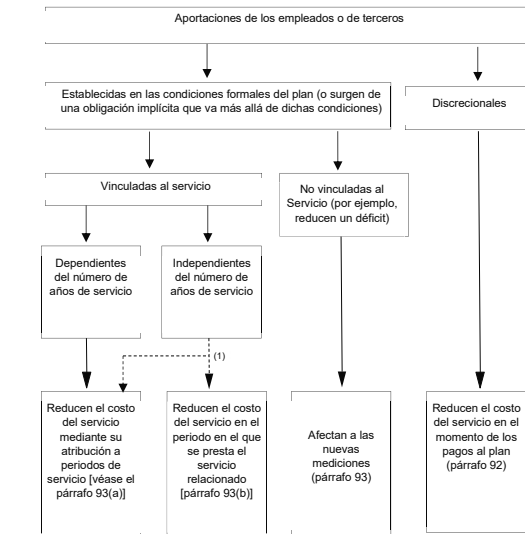 Aportaciones de los empleados o de terceros
Establecidas en las condiciones formales del plan (o surgen de
una obligación implícita que va más allá de dichas condiciones)
Discrecionales
Vinculadas al servicio
No vinculadas al
Servicio (por ejemplo,
reducen un déficit)
Dependientes
del número de
años de servicio
Independientes
del número de
años de servicio
(1)
Reducen el costo
del servicio
mediante su
atribución a
periodos de
servicio [véase el
párrafo 93(a)]
Reducen el costo
del servicio en el
periodo en el que
se presta el
servicio
relacionado
[párrafo 93(b)]
Afectan a las
nuevas
mediciones
(párrafo 93)
Reducen el costo
del servicio en el
momento de los
pagos al plan
(párrafo 92)